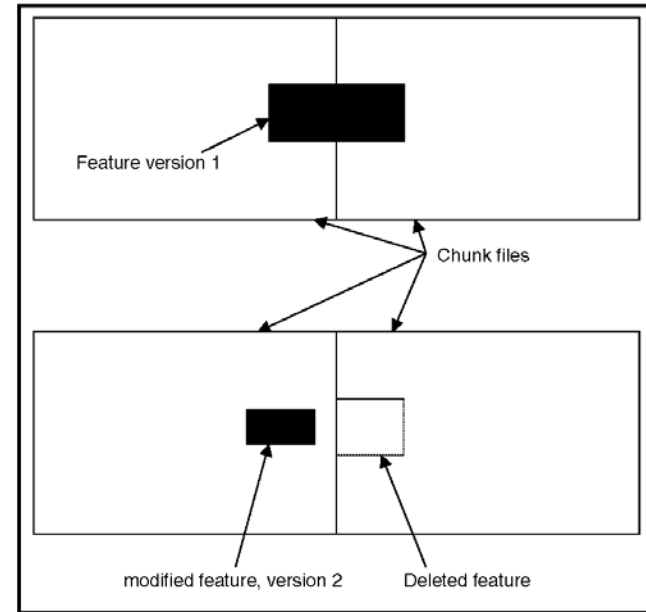 Feature version 1
Chunk files
modified feature, version 2
Deleted feature